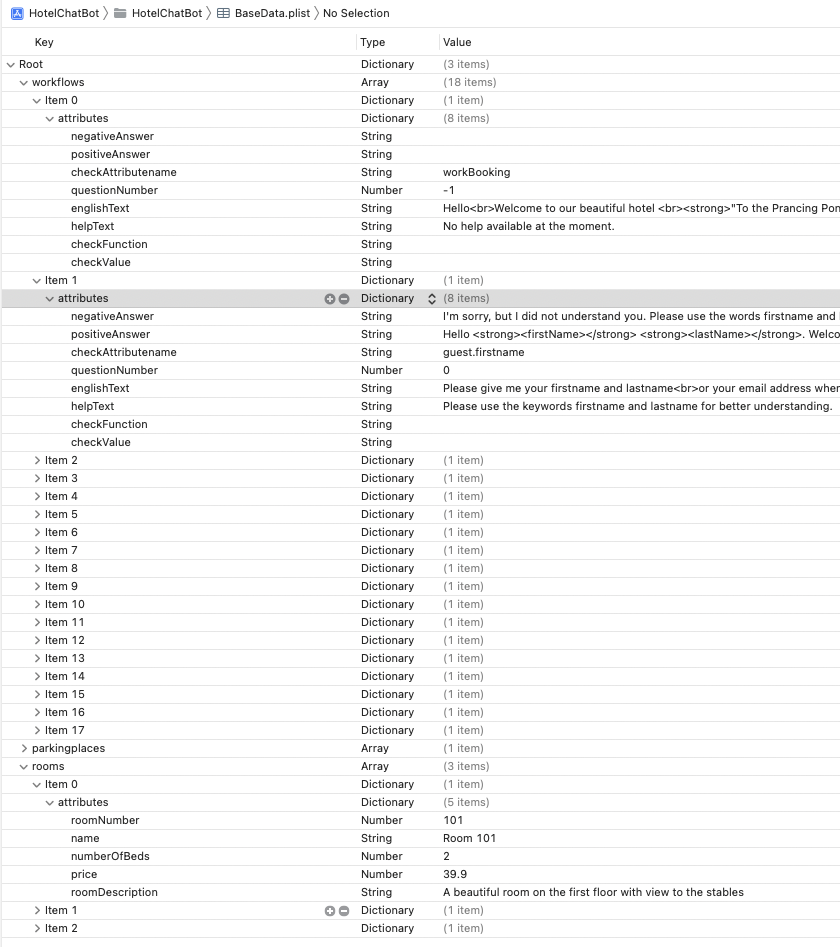 HotelChatBot HotelChatBot BaseData.plist No Selection
Key Type Value
Root Dictionary (3 items)
workflows Array (18 items)
Item 0 Dictionary (1 item)
attributes Dictionary (8 items)
negativeAnswer String
positiveAnswer String
checkAttributename String workBooking
questionNumber Number -1
englishText String Hello<br>Welcome to our beautiful hotel <br><strong>"To the Prancing Pon
helpText String No help available at the moment.
checkFunction String
checkValue String
Item 1 Dictionary (1 item)
attributes Dictionary (8 items)
negativeAnswer String I'm sorry, but I did not understand you. Please use the words firstname and
positiveAnswer String Hello <strong><firstName></strong> <strong><lastName></strong>. Welco
checkAttributename String guest.firstname
questionNumber Number 0
englishText String Please give me your firstname and lastname<br>or your email address wher
helpText String Please use the keywords firstname and lastname for better understanding.
checkFunction String
checkValue String
Item 2 Dictionary (1 item)
Item 3 Dictionary (1 item)
Item 4 Dictionary (1 item)
Item 5 Dictionary (1 item)
Item 6 Dictionary (1 item)
Item 7 Dictionary (1 item)
Item 8 Dictionary (1 item)
Item 9 Dictionary (1 item)
Item 10 Dictionary (1 item)
Item 11 Dictionary (1 item)
Item 12 Dictionary (1 item)
Item 13 Dictionary (1 item)
Item 14 Dictionary (1 item)
Item 15 Dictionary (1 item)
Item 16 Dictionary (1 item)
Item 17 Dictionary (1 item)
parkingplaces Array (1 item)
rooms Array (3 items)
Item 0 Dictionary (1 item)
attributes Dictionary (5 items)
roomNumber Number 101
name String Room 101
numberOfBeds Number 2
price Number 39.9
roomDescription String A beautiful room on the first floor with view to the stables
Item 1 Dictionary (1 item)
Item 2 Dictionary (1 item)